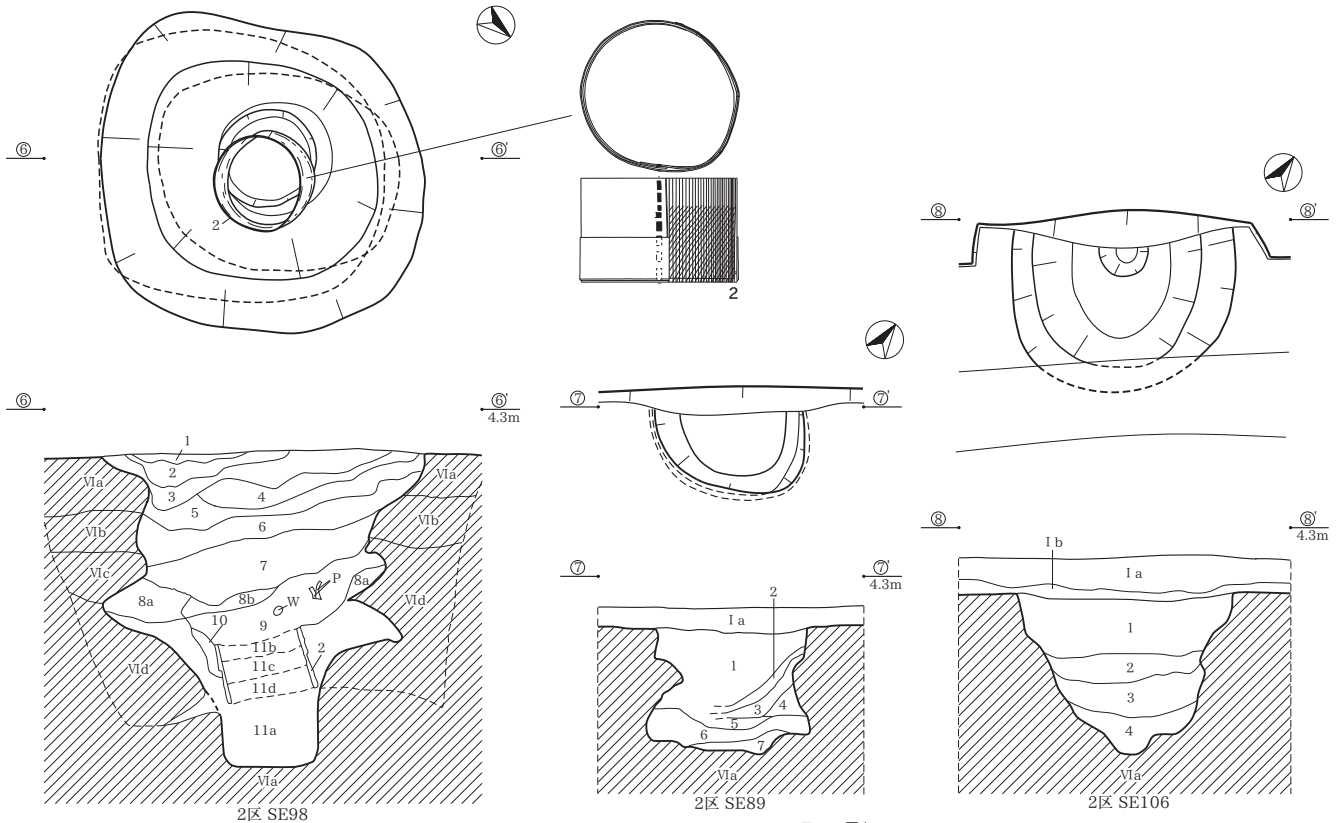 ⑥
⑥'
2
2
⑧
⑧'
⑦
⑦'
⑥
⑥'
4.3m
1
2
3
4
5
6
7
8a
8b
8a
P
W
9
10
11b
11c
11d
2
11a
Ⅵa
Ⅵb
Ⅵc
Ⅵd
Ⅵa
Ⅵb
Ⅵd
Ⅵa
2区 SE98
⑦
⑦'
4.3m
2
Ⅰa
1
3
4
5
6
7
Ⅵa
2区 SE89
⑧
⑧'
4.3m
Ⅰb
Ⅰa
1
2
3
4
Ⅵa
2区 SE106